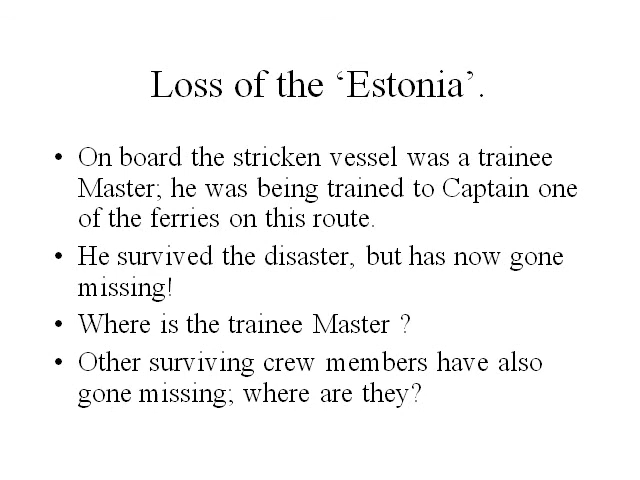 Loss of the ‘Estonia’.
• On board the stricken vessel was a trainee
Master; he was being trained to Captain one
of the ferries on this route.
• He survived the disaster, but has now gone
missing!
• Where is the trainee Master ?
• Other surviving crew members have also
gone missing; where are they?